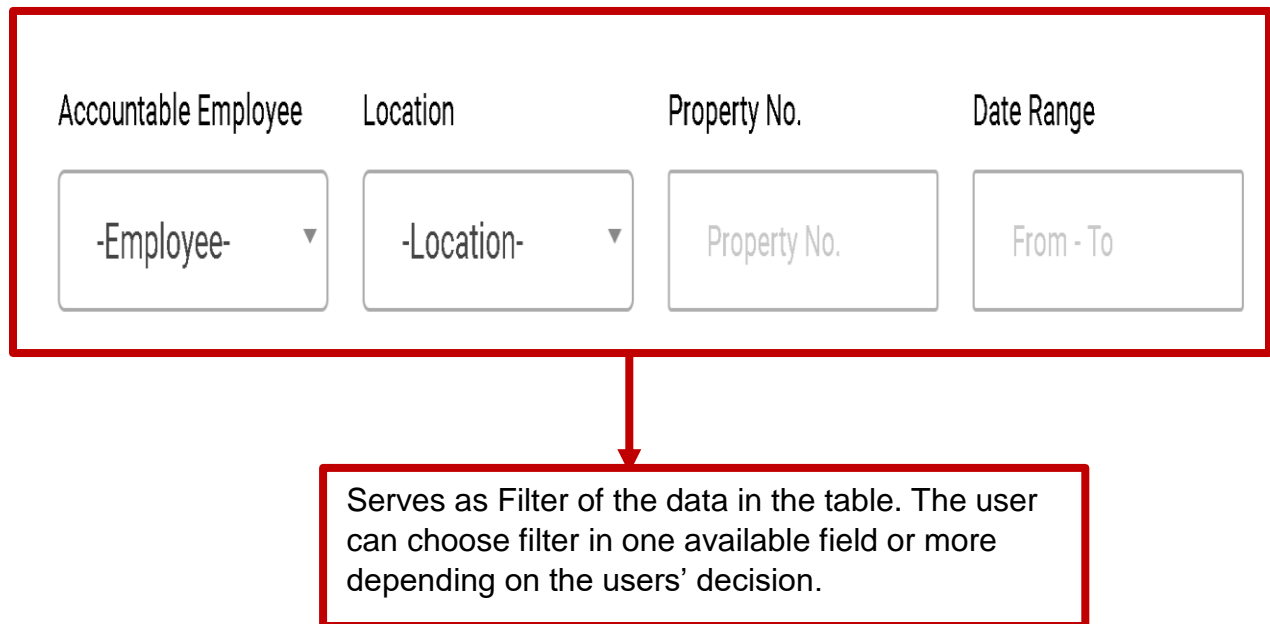 Accountable Employee Location Property No. Date Range
-Employee- -Location- Property No. From - To
Serves as Filter of the data in the table. The user
can choose filter in one available field or more
depending on the users’ decision.